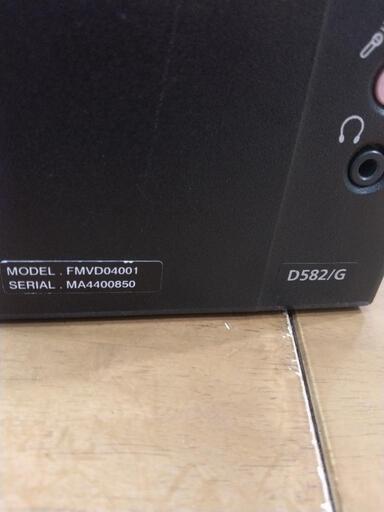 MODEL . FMVD04001
SERIAL . MA4400850
D582/G